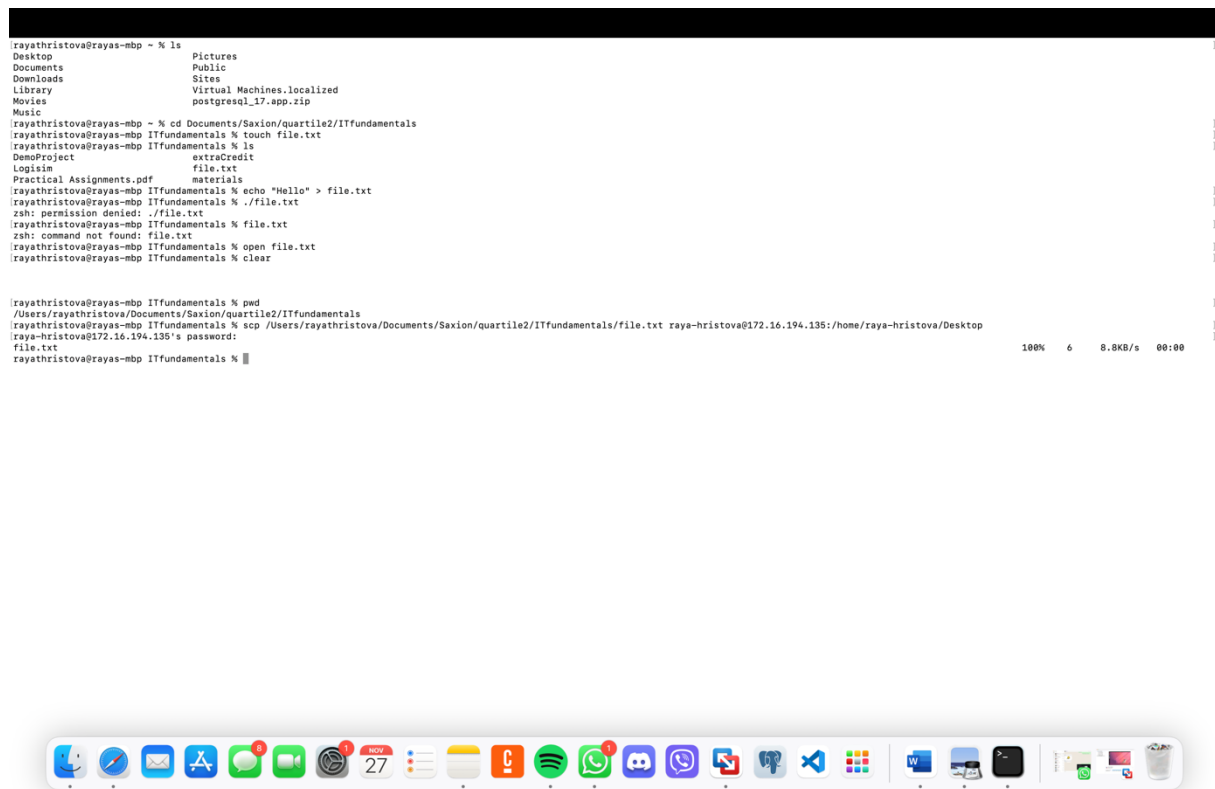 rayathristova@rayas-mbp ~ % ls
Desktop Pictures
Documents Public
Downloads Sites
Library Virtual Machines.localized
Movies postgresql_17.app.zip
Music
rayathristova@rayas-mbp ~ % cd Documents/Saxion/quartile2/ITfundamentals
rayathristova@rayas-mbp ITfundamentals % touch file.txt
rayathristova@rayas-mbp ITfundamentals % ls
DemoProject extraCredit
Logisim file.txt
Practical Assignments.pdf materials
rayathristova@rayas-mbp ITfundamentals % echo "Hello" > file.txt
rayathristova@rayas-mbp ITfundamentals % ./file.txt
zsh: permission denied: ./file.txt
rayathristova@rayas-mbp ITfundamentals % file.txt
zsh: command not found: file.txt
rayathristova@rayas-mbp ITfundamentals % open file.txt
rayathristova@rayas-mbp ITfundamentals % clear
rayathristova@rayas-mbp ITfundamentals % pwd
/Users/rayathristova/Documents/Saxion/quartile2/ITfundamentals
rayathristova@rayas-mbp ITfundamentals % scp /Users/rayathristova/Documents/Saxion/quartile2/ITfundamentals/file.txt raya-hristova@172.16.194.135:/home/raya-hristova/Desktop
raya-hristova@172.16.194.135's password:
file.txt 100% 6 8.8KB/s 00:00
rayathristova@rayas-mbp ITfundamentals %
8
1
NOV
27
1
W